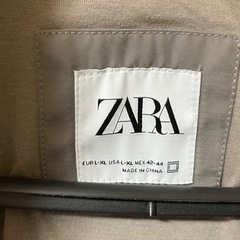 ZARA
EUR L-XL USA L-XL MEX 42-44
MADE IN CHINA